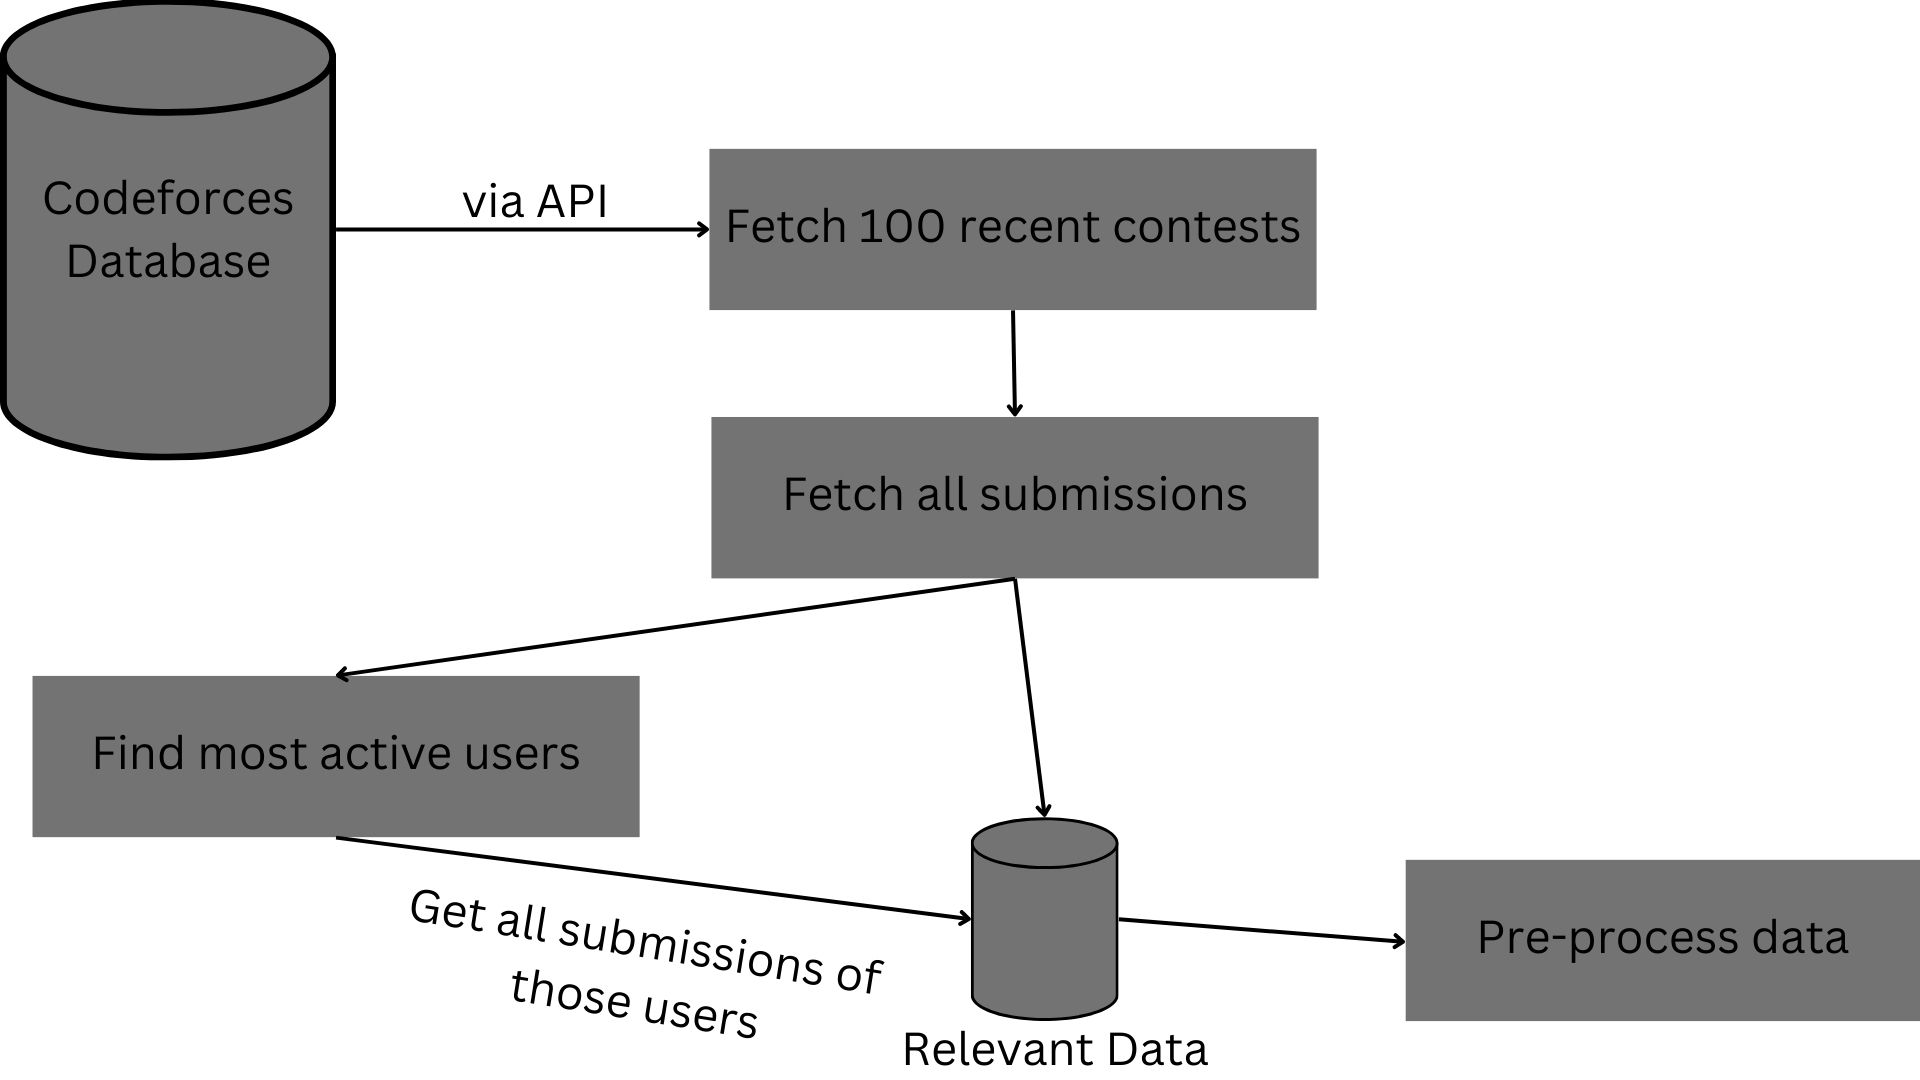 Codeforces
Database
via API
Fetch 100 recent contests
Fetch all submissions
Find most active users
Get all submissions of
those users
Relevant Data
Pre-process data